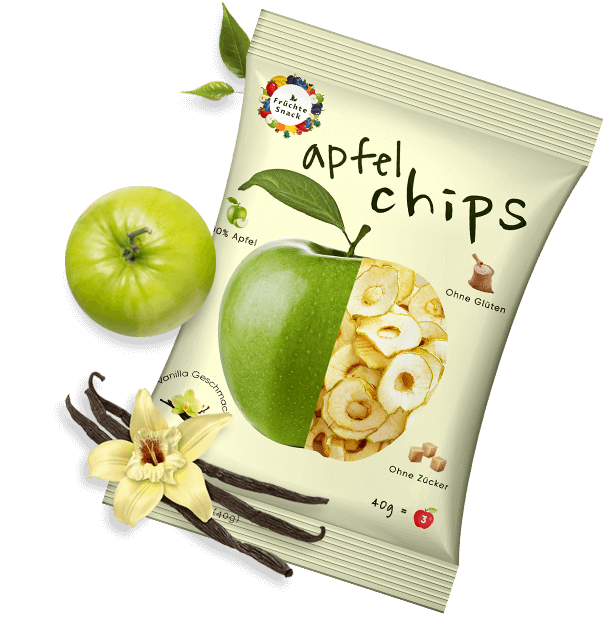 Früchte
Snack
apfel
chips
0% Apfel
Ohne Glüten
Vanilla Geschmac
Ohne Zücker
40g = 3
(40g)